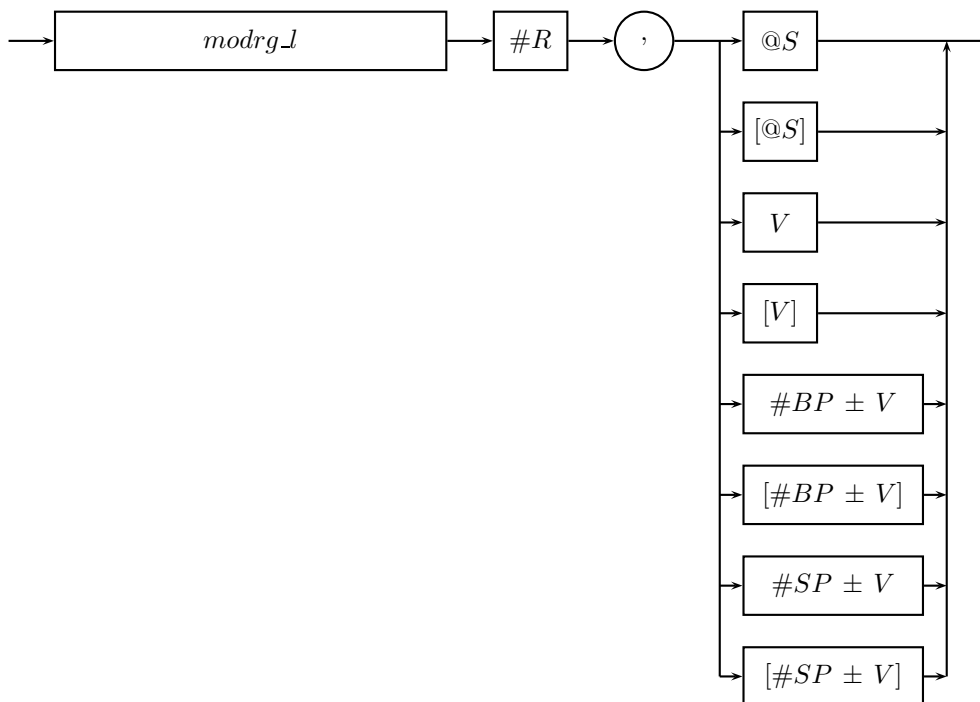 modrg_l #R , @S
[@S]
V
[V]
#BP ± V
[#BP ± V]
#SP ± V
[#SP ± V]